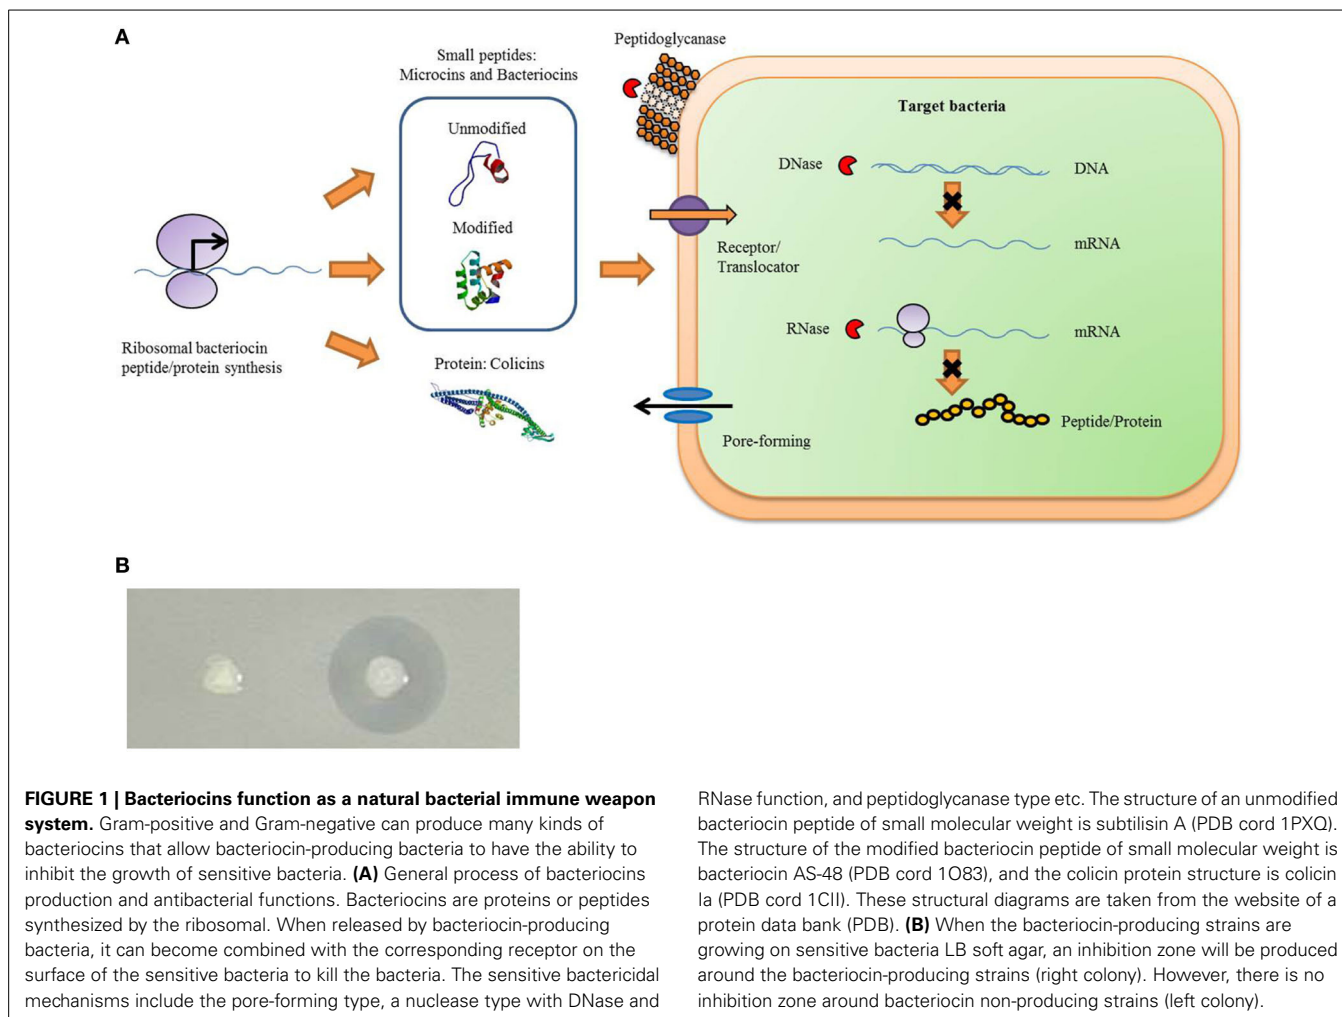 A
Small peptides:
Microcins and Bacteriocins
Unmodified
Modified
Protein: Colicins
Ribosomal bacteriocin
peptide/protein synthesis
Peptidoglycanase
Target bacteria
DNase
DNA
mRNA
Receptor/
Translocator
RNase
mRNA
Peptide/Protein
Pore-forming
B
FIGURE 1 | Bacteriocins function as a natural bacterial immune weapon
system. Gram-positive and Gram-negative can produce many kinds of
bacteriocins that allow bacteriocin-producing bacteria to have the ability to
inhibit the growth of sensitive bacteria. (A) General process of bacteriocins
production and antibacterial functions. Bacteriocins are proteins or peptides
synthesized by the ribosomal. When released by bacteriocin-producing
bacteria, it can become combined with the corresponding receptor on the
surface of the sensitive bacteria to kill the bacteria. The sensitive bactericidal
mechanisms include the pore-forming type, a nuclease type with DNase and
RNase function, and peptidoglycanase type etc. The structure of an unmodified
bacteriocin peptide of small molecular weight is subtilisin A (PDB cord 1PXQ).
The structure of the modified bacteriocin peptide of small molecular weight is
bacteriocin AS-48 (PDB cord 1O83), and the colicin protein structure is colicin
Ia (PDB cord 1CII). These structural diagrams are taken from the website of a
protein data bank (PDB). (B) When the bacteriocin-producing strains are
growing on sensitive bacteria LB soft agar, an inhibition zone will be produced
around the bacteriocin-producing strains (right colony). However, there is no
inhibition zone around bacteriocin non-producing strains (left colony).